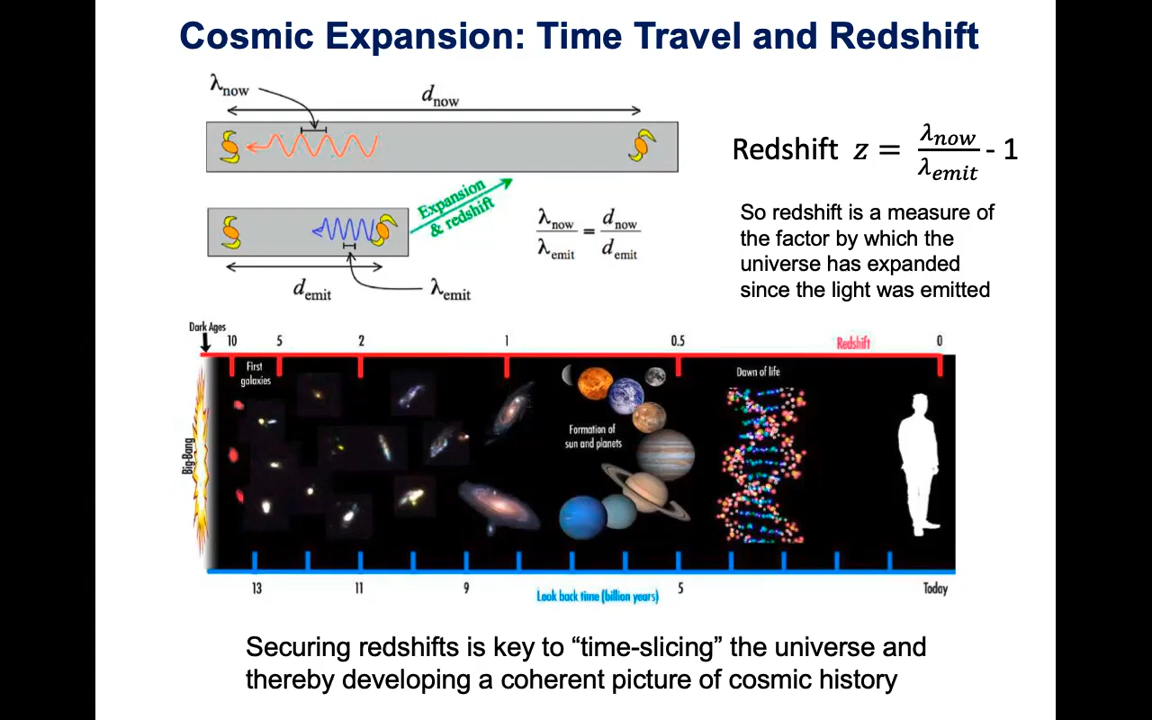 Cosmic Expansion: Time Travel and Redshift
λnow
dnow
Redshift z = λnow / λemit - 1
Expansion
& redshift
λnow / λemit = dnow / demit
demit
λemit
So redshift is a measure of
the factor by which the
universe has expanded
since the light was emitted
Dark Ages
10 5 2 1 0.5 Redshift 0
First
galaxies
Dawn of life
Formation of
sun and planets
Big-Bang
13 11 9 Look back time (billion years) 5 Today
Securing redshifts is key to “time-slicing” the universe and
thereby developing a coherent picture of cosmic history